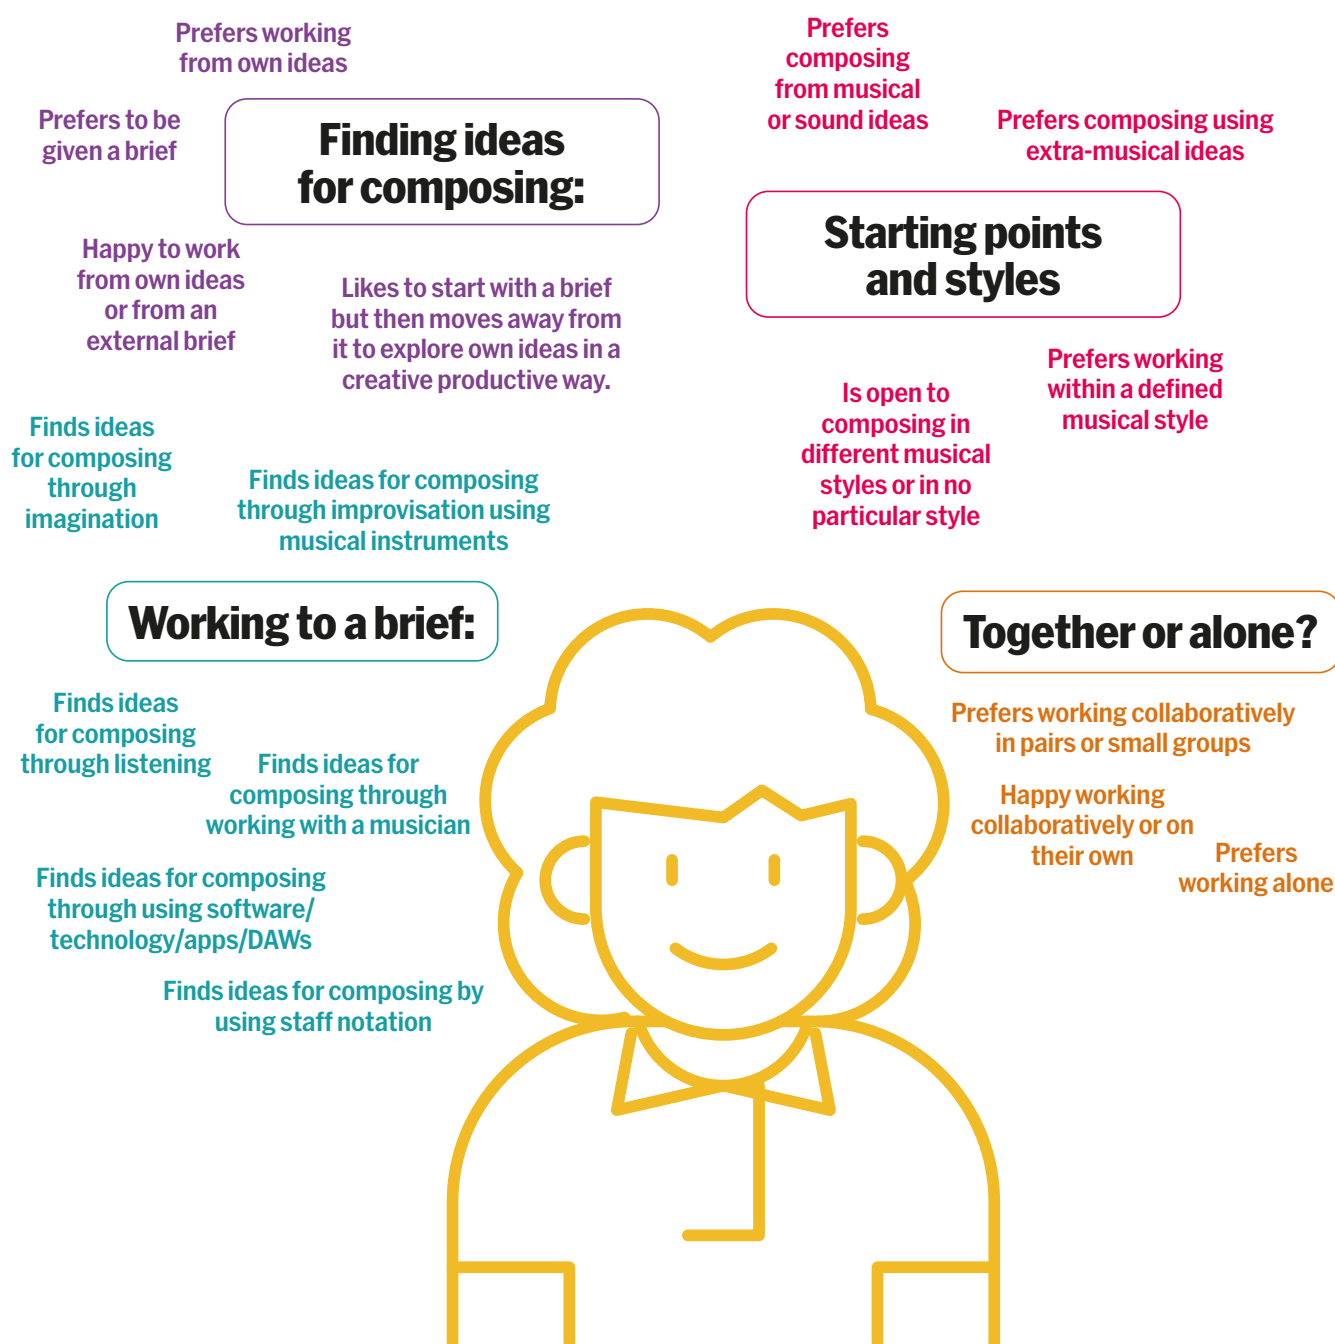 Prefers working
from own ideas
Prefers to be
given a brief
Finding ideas
for composing:
Happy to work
from own ideas
or from an
external brief
Likes to start with a brief
but then moves away from
it to explore own ideas in a
creative productive way.
Prefers
composing
from musical
or sound ideas
Prefers composing using
extra-musical ideas
Starting points
and styles
Is open to
composing in
different musical
styles or in no
particular style
Prefers working
within a defined
musical style
Finds ideas
for composing
through
imagination
Finds ideas for composing
through improvisation using
musical instruments
Working to a brief:
Finds ideas
for composing
through listening
Finds ideas for
composing through
working with a musician
Finds ideas for composing
through using software/
technology/apps/DAWs
Finds ideas for composing by
using staff notation
Together or alone?
Prefers working collaboratively
in pairs or small groups
Happy working
collaboratively or on
their own
Prefers
working alone